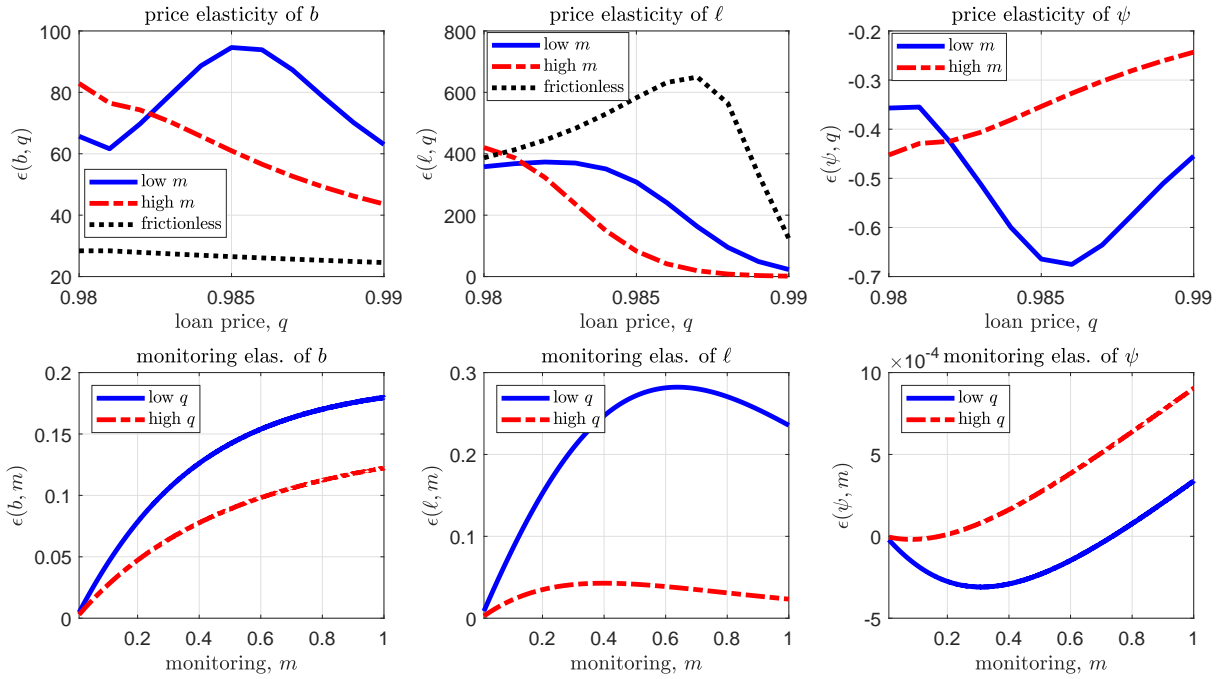 price elasticity of b
100
80
60
40
20
ϵ(b, q)
low m
high m
frictionless
0.98
0.985
0.99
loan price, q
price elasticity of ℓ
800
600
400
200
0
ϵ(ℓ, q)
low m
high m
frictionless
0.98
0.985
0.99
loan price, q
price elasticity of ψ
-0.2
-0.3
-0.4
-0.5
-0.6
-0.7
ϵ(ψ, q)
low m
high m
0.98
0.985
0.99
loan price, q
monitoring elas. of b
0.2
0.15
0.1
0.05
0
ϵ(b, m)
low q
high q
0.2
0.4
0.6
0.8
1
monitoring, m
monitoring elas. of ℓ
0.3
0.2
0.1
0
ϵ(ℓ, m)
low q
high q
0.2
0.4
0.6
0.8
1
monitoring, m
×10⁻⁴
monitoring elas. of ψ
10
5
0
-5
ϵ(ψ, m)
low q
high q
0.2
0.4
0.6
0.8
1
monitoring, m